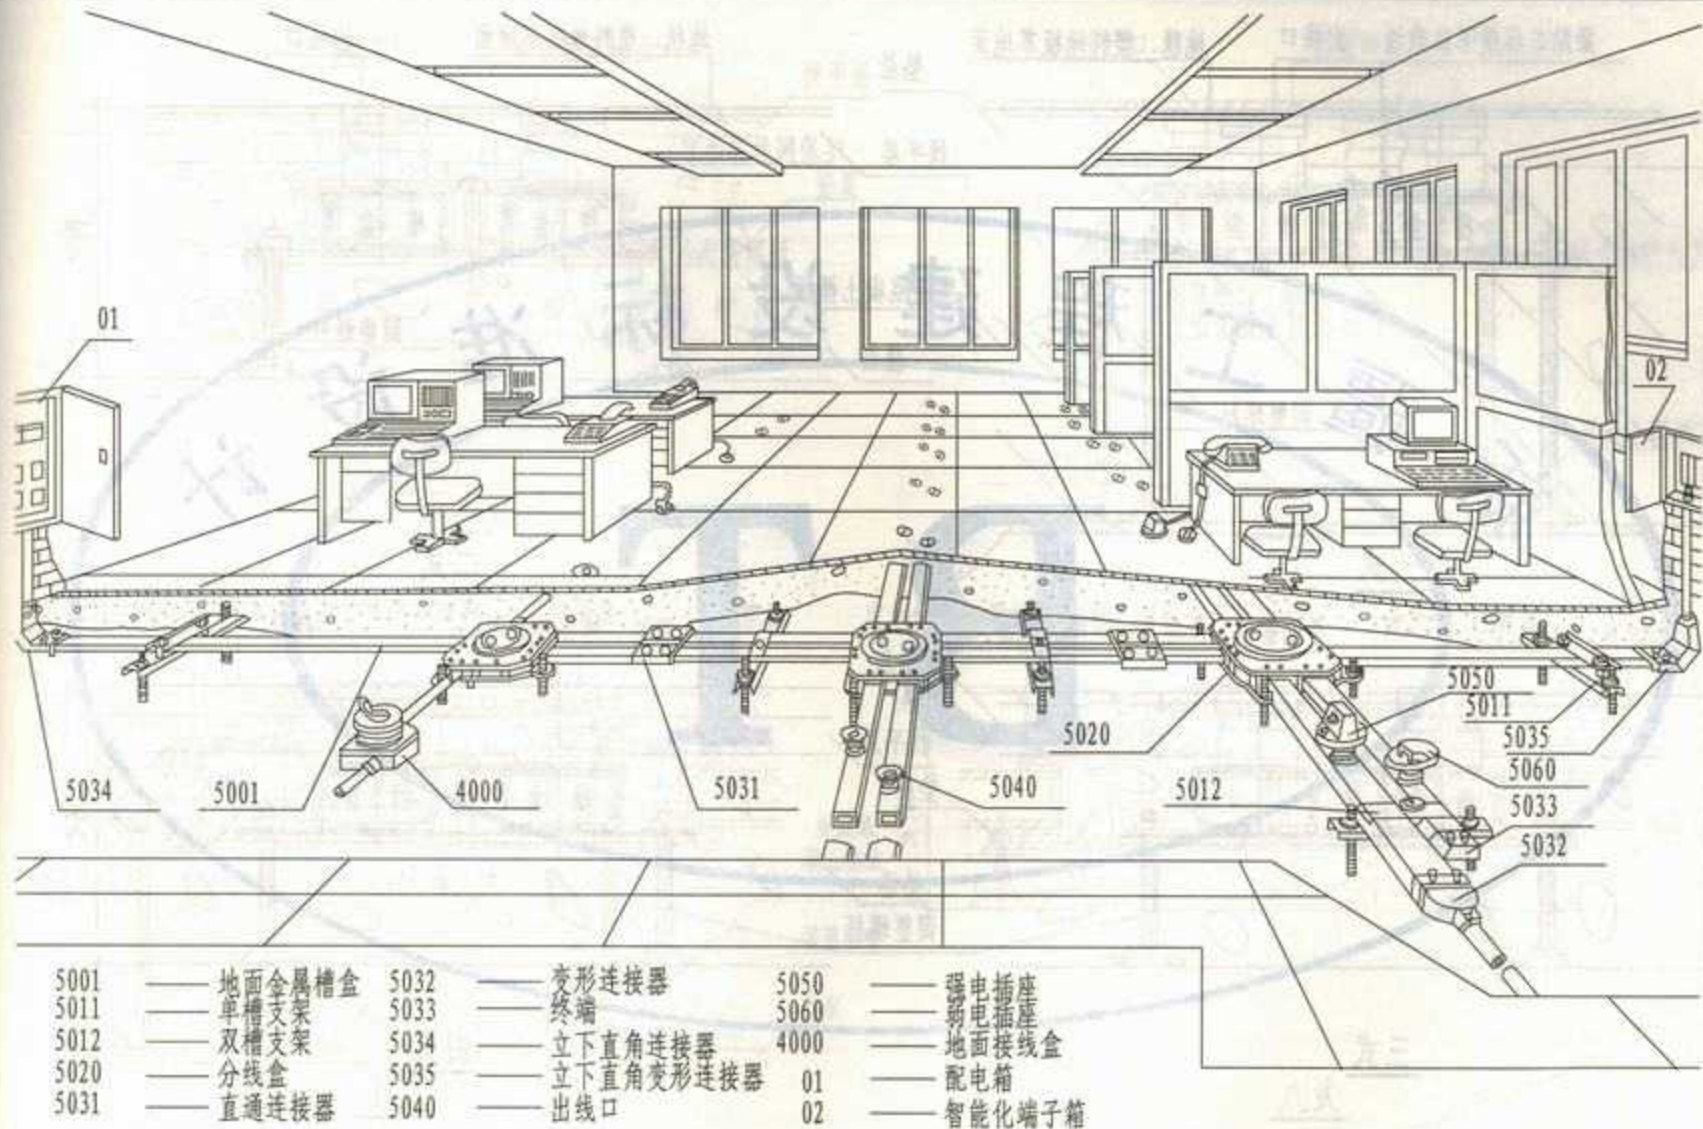 01
02
5050
5011
5020
5035
5034
5001
4000
5031
5040
5012
5060
5033
5032
5001 —— 地面金属槽盒
5011 —— 单槽支架
5012 —— 双槽支架
5020 —— 分线盒
5031 —— 直通连接器
5032 —— 变形连接器
5033 —— 终端
5034 —— 立下直角连接器
5035 —— 立下直角变形连接器
5040 —— 出线口
5050 —— 强电插座
5060 —— 弱电插座
4000 —— 地面接线盒
01 —— 配电箱
02 —— 智能化端子箱